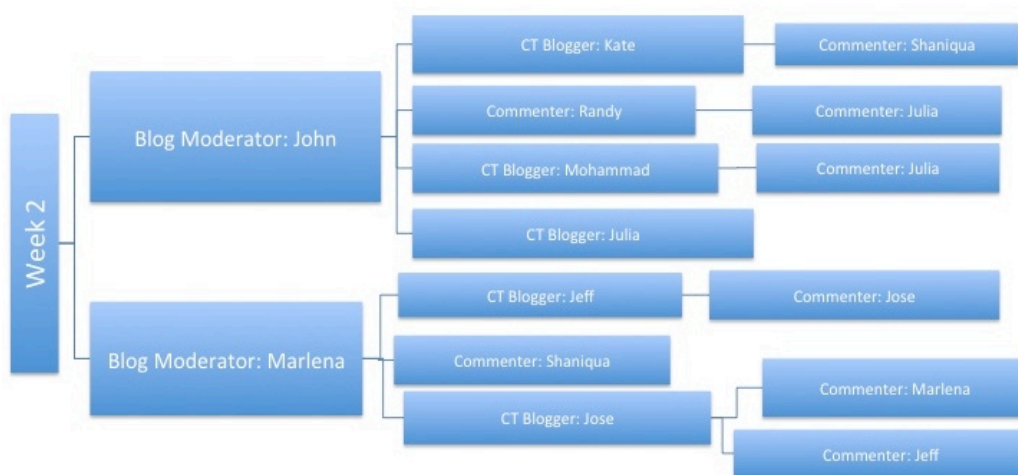 Week 2
Blog Moderator: John
CT Blogger: Kate
Commenter: Shaniqua
Commenter: Randy
Commenter: Julia
CT Blogger: Mohammad
Commenter: Julia
CT Blogger: Julia
Blog Moderator: Marlena
CT Blogger: Jeff
Commenter: Jose
Commenter: Shaniqua
CT Blogger: Jose
Commenter: Marlena
Commenter: Jeff